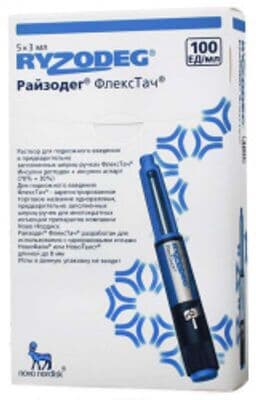 5 x 3 мл
100
ЕД/мл
RYZODEG®
Райзодег® ФлексТач®
Раствор для подкожного введения
в предварительно
заполненных шприц-ручках ФлексТач®
Инсулин деглудек + инсулин аспарт
(70% + 30%)
Для подкожного введения
ФлексТач® - зарегистрированное
торговое название одноразовых,
предварительно заполненных
шприц-ручек для многократных
инъекций препаратов компании
Ново Нордиск
Райзодег® ФлексТач® разработан для
использования с одноразовыми иглами
НовоФайн® или НовоТвист®
длиной до 8 мм
Иглы в данную упаковку не входят
novo nordisk®